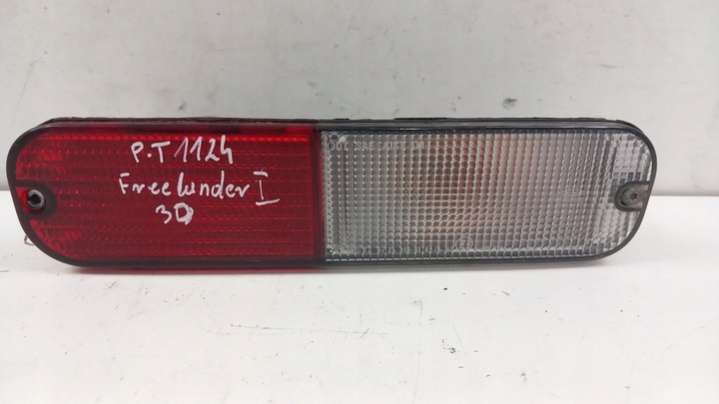 P.T 1124
Freelander I
3D